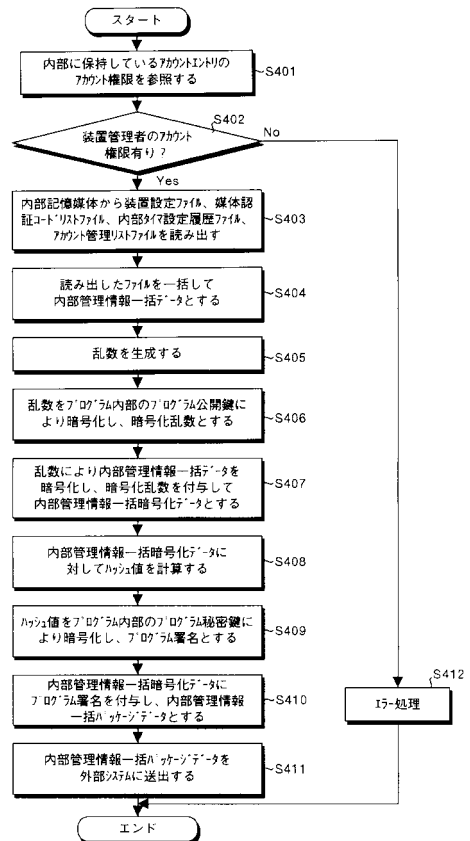 スタート
内部に保持しているアカウントエントリの
アカウント権限を参照する
S401
S402
装置管理者のアカウント
権限有り?
No
Yes
内部記憶媒体から装置設定ファイル、媒体認
証コードリストファイル、内部タイマ設定履歴ファイル、
アカウント管理リストファイルを読み出す
S403
読み出したファイルを一括して
内部管理情報一括データとする
S404
乱数を生成する
S405
乱数をプログラム内部のプログラム公開鍵に
より暗号化し、暗号化乱数とする
S406
乱数により内部管理情報一括データを
暗号化し、暗号化乱数を付与して
内部管理情報一括暗号化データとする
S407
内部管理情報一括暗号化データに
対してハッシュ値を計算する
S408
ハッシュ値をプログラム内部のプログラム秘密鍵
により暗号化し、プログラム署名とする
S409
内部管理情報一括暗号化データに
プログラム署名を付与し、内部管理情報
一括パッケージデータとする
S410
S412
エラー処理
内部管理情報一括パッケージデータを
外部システムに送出する
S411
エンド